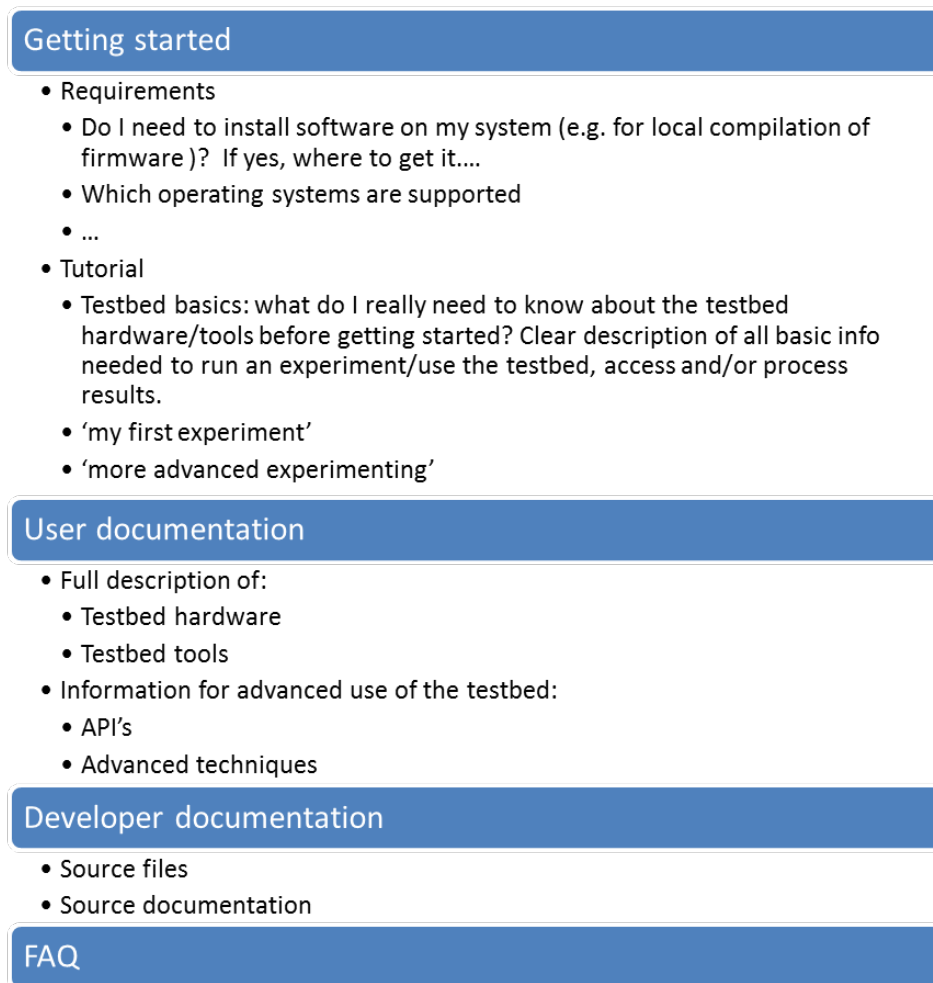 Getting started
• Requirements
• Do I need to install software on my system (e.g. for local compilation of
firmware )?  If yes, where to get it....
• Which operating systems are supported
• ...
• Tutorial
• Testbed basics: what do I really need to know about the testbed
hardware/tools before getting started? Clear description of all basic info
needed to run an experiment/use the testbed, access and/or process
results.
• ‘my first experiment’
• ‘more advanced experimenting’
User documentation
• Full description of:
• Testbed hardware
• Testbed tools
• Information for advanced use of the testbed:
• API’s
• Advanced techniques
Developer documentation
• Source files
• Source documentation
FAQ